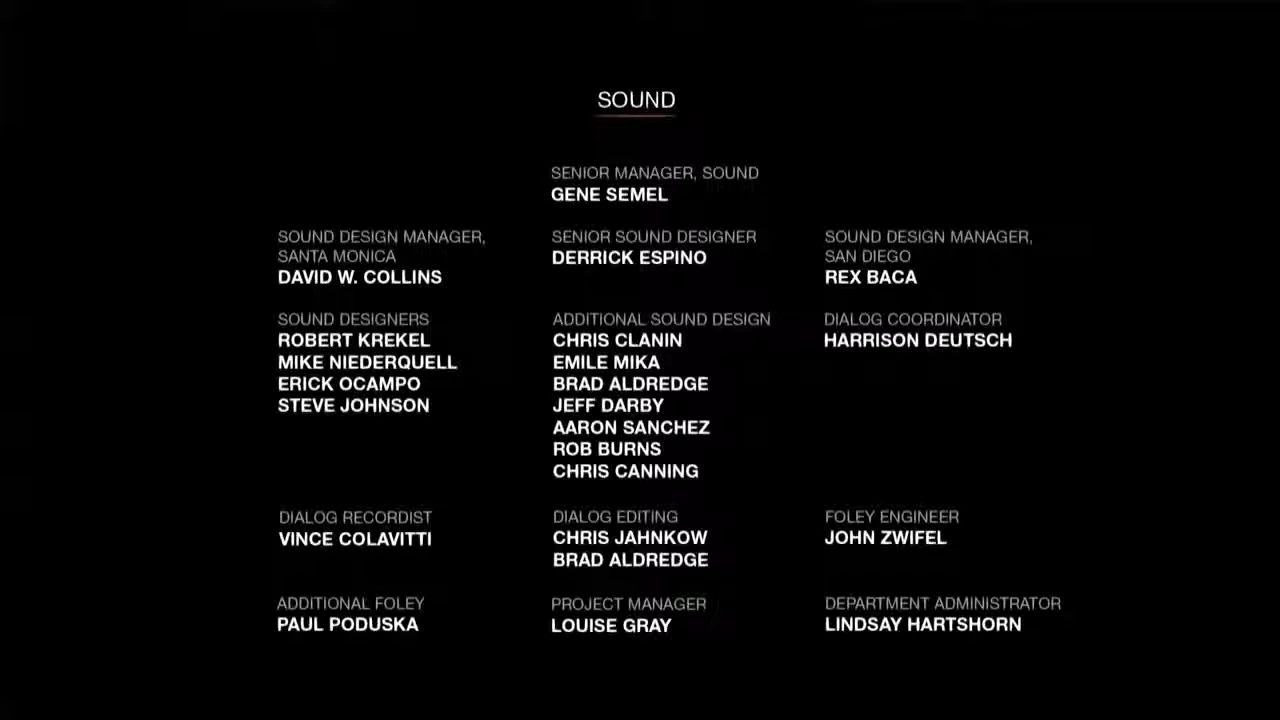 SOUND
SENIOR MANAGER, SOUND
GENE SEMEL
SOUND DESIGN MANAGER,
SANTA MONICA
DAVID W. COLLINS
SENIOR SOUND DESIGNER
DERRICK ESPINO
SOUND DESIGN MANAGER,
SAN DIEGO
REX BACA
SOUND DESIGNERS
ROBERT KREKEL
MIKE NIEDERQUELL
ERICK OCAMPO
STEVE JOHNSON
ADDITIONAL SOUND DESIGN
CHRIS CLANIN
EMILE MIKA
BRAD ALDREDGE
JEFF DARBY
AARON SANCHEZ
ROB BURNS
CHRIS CANNING
DIALOG COORDINATOR
HARRISON DEUTSCH
DIALOG RECORDIST
VINCE COLAVITTI
DIALOG EDITING
CHRIS JAHNKOW
BRAD ALDREDGE
FOLEY ENGINEER
JOHN ZWIFEL
ADDITIONAL FOLEY
PAUL PODUSKA
PROJECT MANAGER
LOUISE GRAY
DEPARTMENT ADMINISTRATOR
LINDSAY HARTSHORN